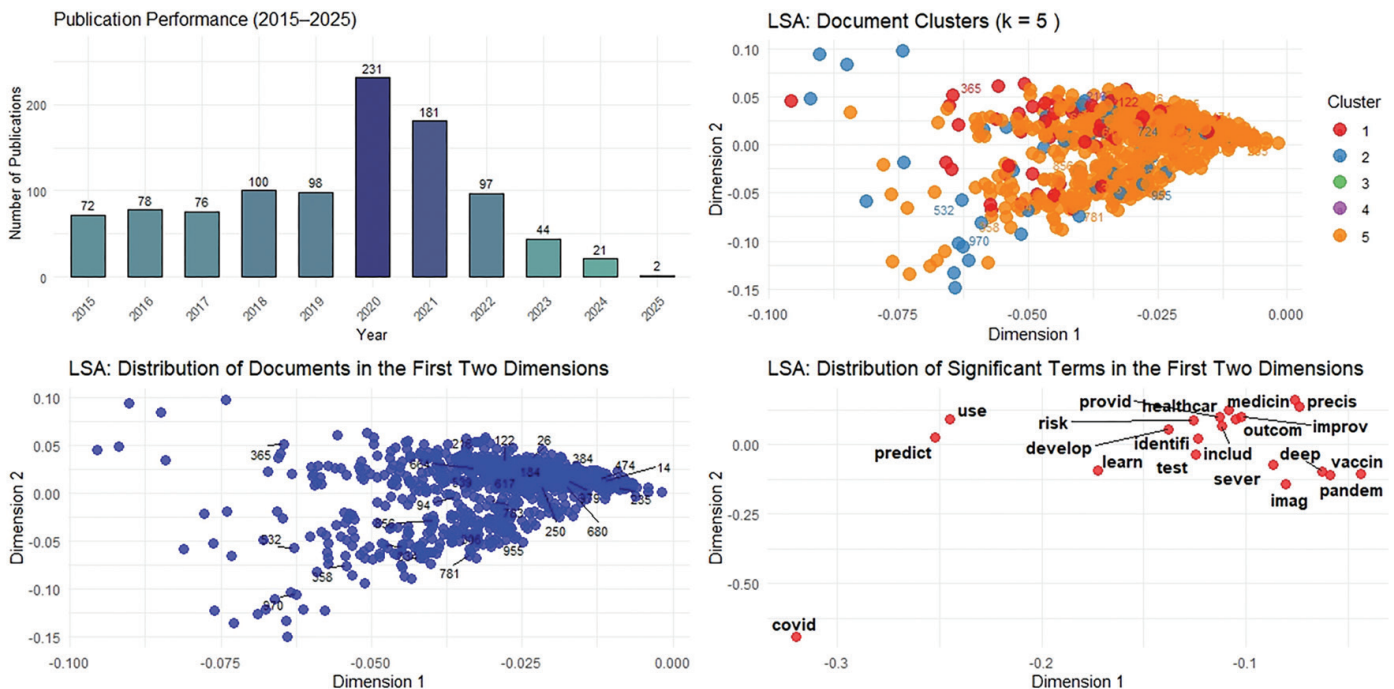 Publication Performance (2015–2025)
Number of Publications
200
100
0
72
78
76
100
98
231
181
97
44
21
2
2015
2016
2017
2018
2019
2020
2021
2022
2023
2024
2025
Year
LSA: Document Clusters (k = 5 )
Dimension 2
0.10
0.05
0.00
-0.05
-0.10
-0.15
365
122
724
856
955
532
781
970
-0.100
-0.075
-0.050
-0.025
0.000
Dimension 1
Cluster
1
2
3
4
5
LSA: Distribution of Documents in the First Two Dimensions
Dimension 2
0.10
0.05
0.00
-0.05
-0.10
-0.15
122
26
365
664
384
474
14
184
617
94
235
250
680
532
955
781
970
-0.100
-0.075
-0.050
-0.025
0.000
Dimension 1
LSA: Distribution of Significant Terms in the First Two Dimensions
Dimension 2
0.00
-0.25
-0.50
use
predict
provid
healthcar
medicin
precis
risk
outcom
improv
develop
identifi
includ
deep
vaccin
learn
test
sever
imag
pandem
covid
-0.3
-0.2
-0.1
Dimension 1